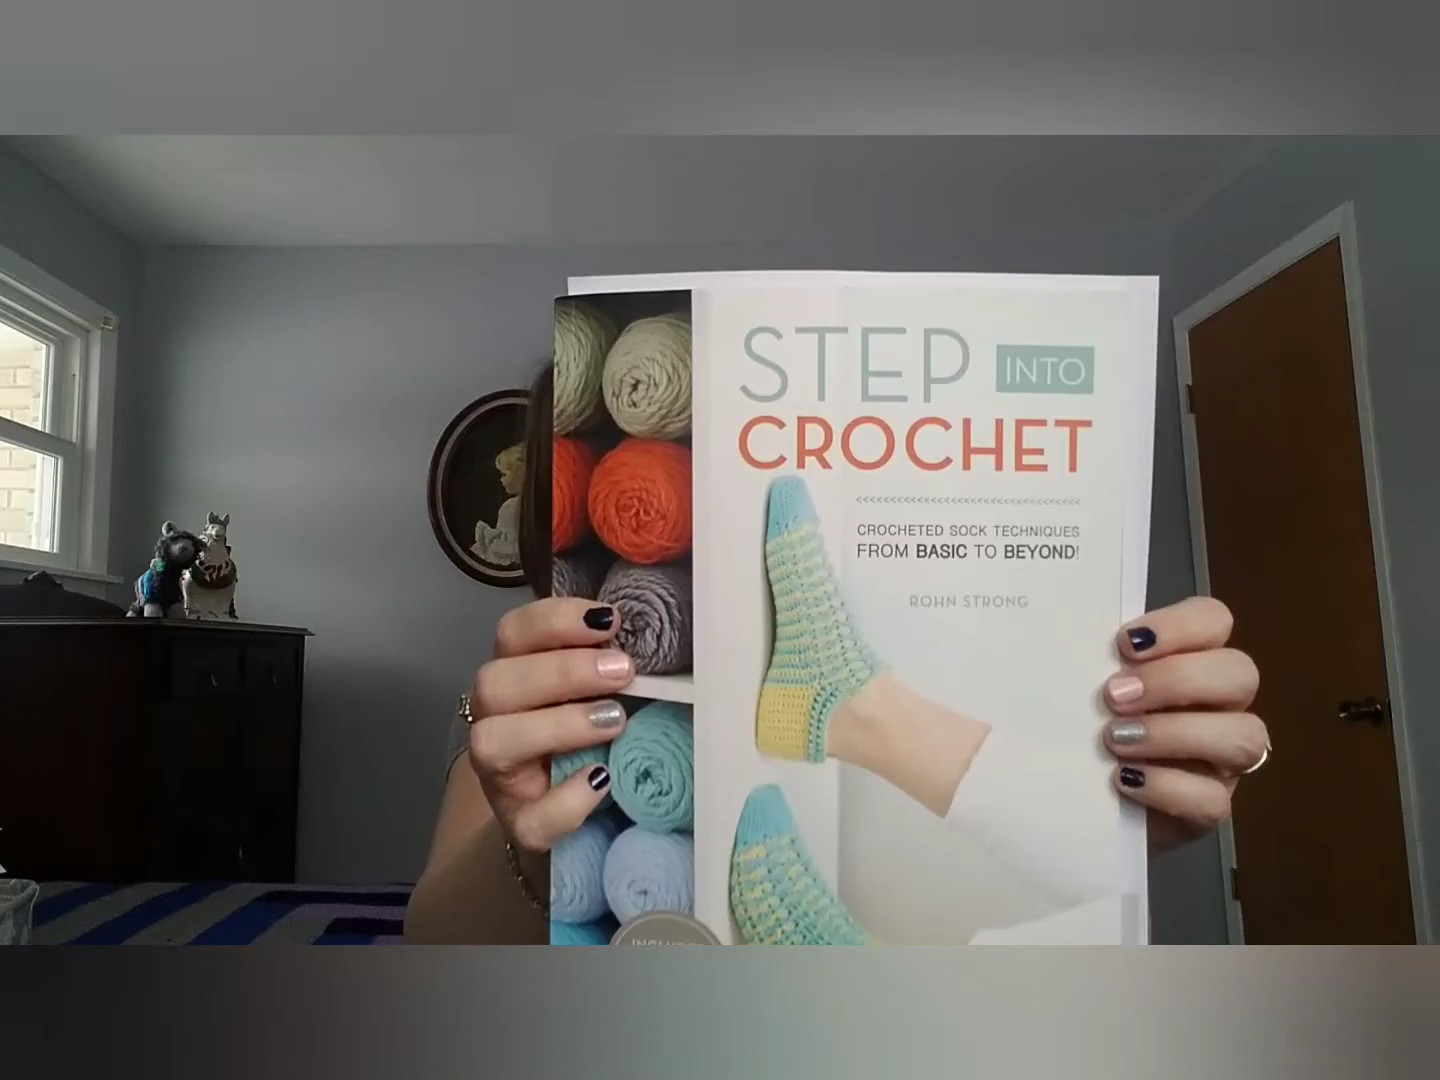 STEP INTO
CROCHET
CROCHETED SOCK TECHNIQUES
FROM BASIC TO BEYOND!
ROHN STRONG